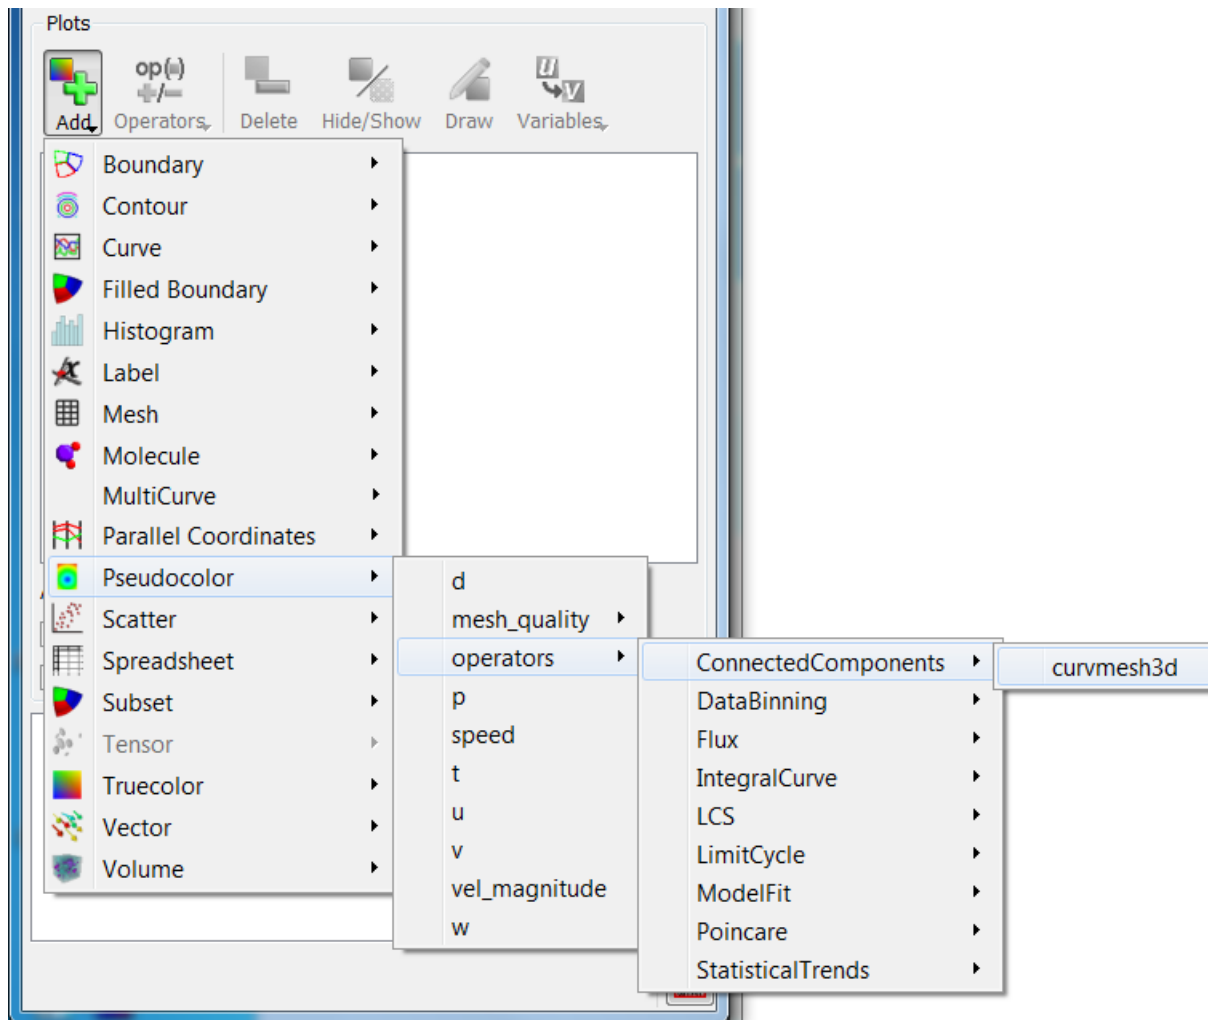 Plots
op(=)
+/−
Add Operators Delete Hide/Show Draw Variables
Boundary
Contour
Curve
Filled Boundary
Histogram
Label
Mesh
Molecule
MultiCurve
Parallel Coordinates
Pseudocolor
Scatter
Spreadsheet
Subset
Tensor
Truecolor
Vector
Volume
d
mesh_quality
operators
p
speed
t
u
v
vel_magnitude
w
ConnectedComponents
DataBinning
Flux
IntegralCurve
LCS
LimitCycle
ModelFit
Poincare
StatisticalTrends
curvmesh3d